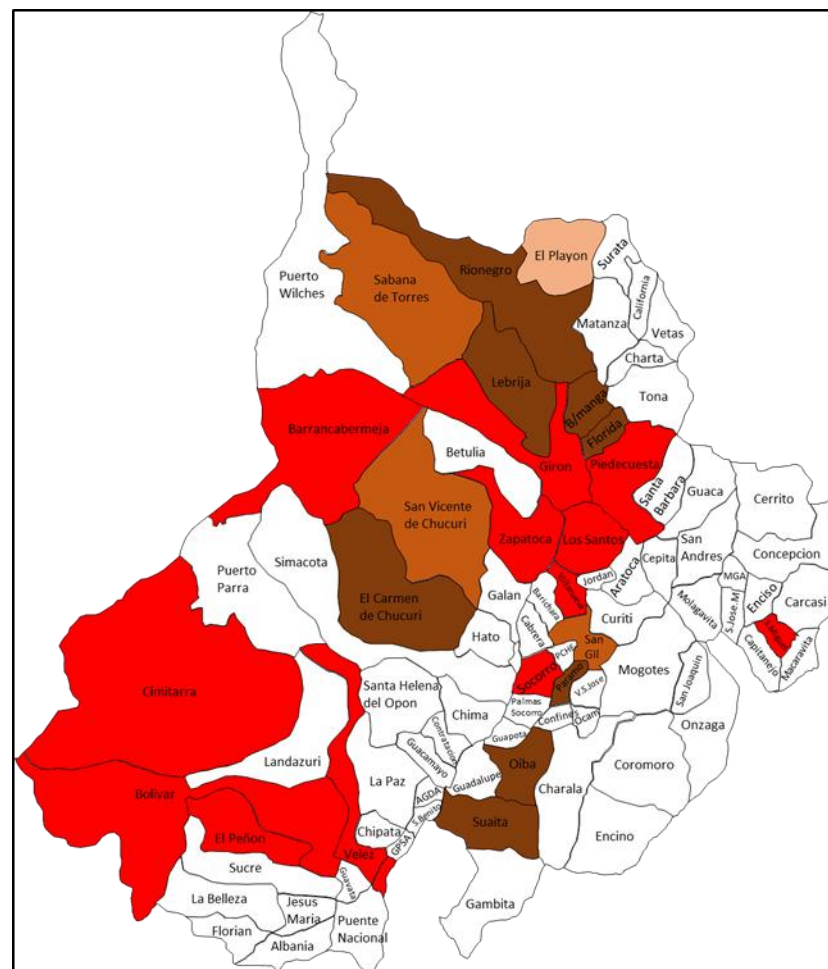 El Playon
Surata
Rionegro
Puerto
Wilches
Sabana
de Torres
California
Matanza
Vetas
Charta
Lebrija
Tona
B/manga
Barrancabermeja
Florida
Betulia
Giron
Piedecuesta
Santa
Barbara
Guaca
Cerrito
San Vicente
de Chucuri
Zapatoca
Los Santos
San
Andres
Concepcion
Simacota
Puerto
Parra
Aratoca
Cepita
Jordan
MGA
Enciso
Carcasi
El Carmen
de Chucuri
Galan
Barichara
Villanueva
Molagavita
S.Jose.M
Curiti
Cabrera
Hato
San
Gil
PCHE
Capitanejo
Macaravita
Mogotes
San Joaquin
Socorro
Paramo
V.S.Jose
Cimitarra
Santa Helena
del Opon
Chima
Palmas
Socorro
Confines
Ocam
Onzaga
Contratacion
Guapota
Landazuri
Guacamayo
La Paz
Oiba
Coromoro
Guadalupe
Charala
Bolivar
AGDA
S.Benito
Suaita
El Peñon
Chipata
GPSA
Encino
Velez
Sucre
Guavata
La Belleza
Jesus
Maria
Gambita
Puente
Nacional
Florian
Albania